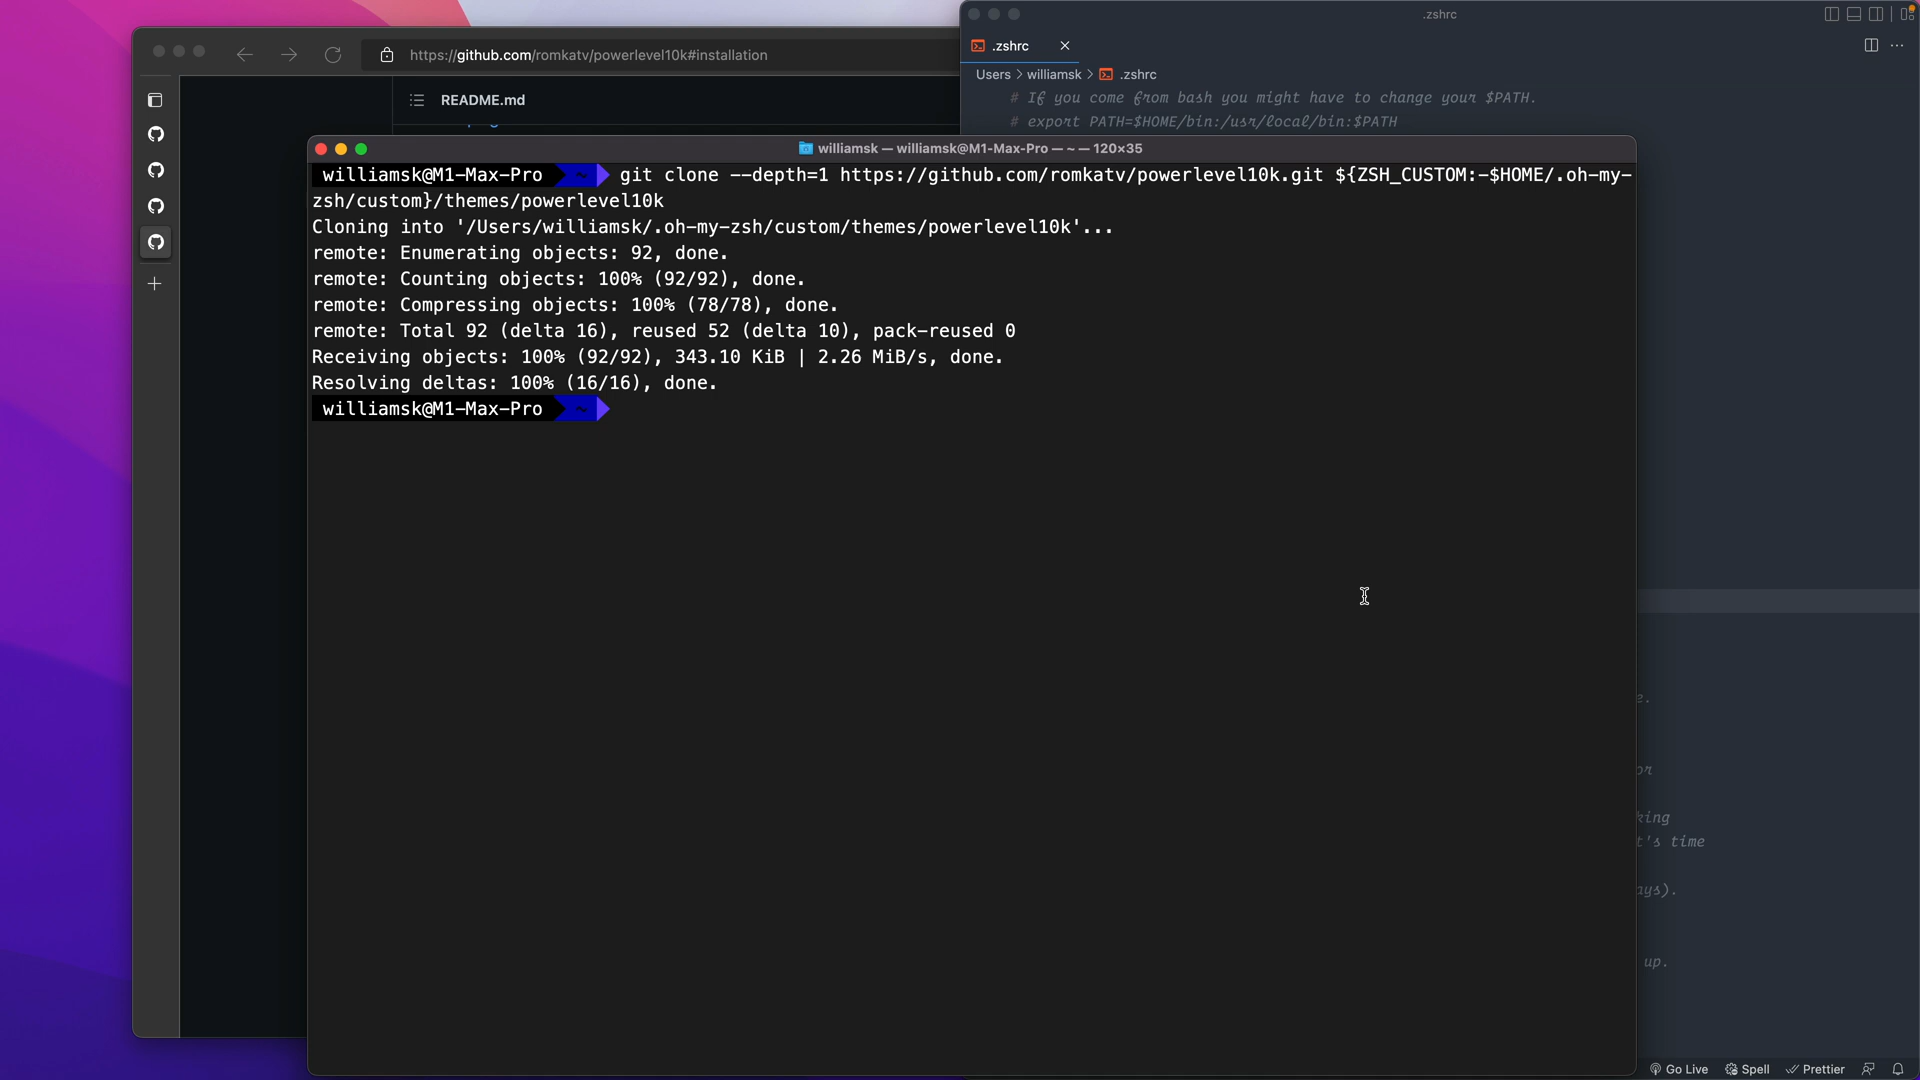 .zshrc
https://github.com/romkatv/powerlevel10k#installation
.zshrc
Users > williamsk > .zshrc
README.md
# If you come from bash you might have to change your $PATH.
# export PATH=$HOME/bin:/usr/local/bin:$PATH
williamsk — williamsk@M1-Max-Pro — ~ — 120×35
williamsk@M1-Max-Pro ~ git clone --depth=1 https://github.com/romkatv/powerlevel10k.git ${ZSH_CUSTOM:-$HOME/.oh-my-
zsh/custom}/themes/powerlevel10k
Cloning into '/Users/williamsk/.oh-my-zsh/custom/themes/powerlevel10k'...
remote: Enumerating objects: 92, done.
remote: Counting objects: 100% (92/92), done.
remote: Compressing objects: 100% (78/78), done.
remote: Total 92 (delta 16), reused 52 (delta 10), pack-reused 0
Receiving objects: 100% (92/92), 343.10 KiB | 2.26 MiB/s, done.
Resolving deltas: 100% (16/16), done.
williamsk@M1-Max-Pro ~
e.
or
king
t's time
ays).
up.
Go Live Spell Prettier